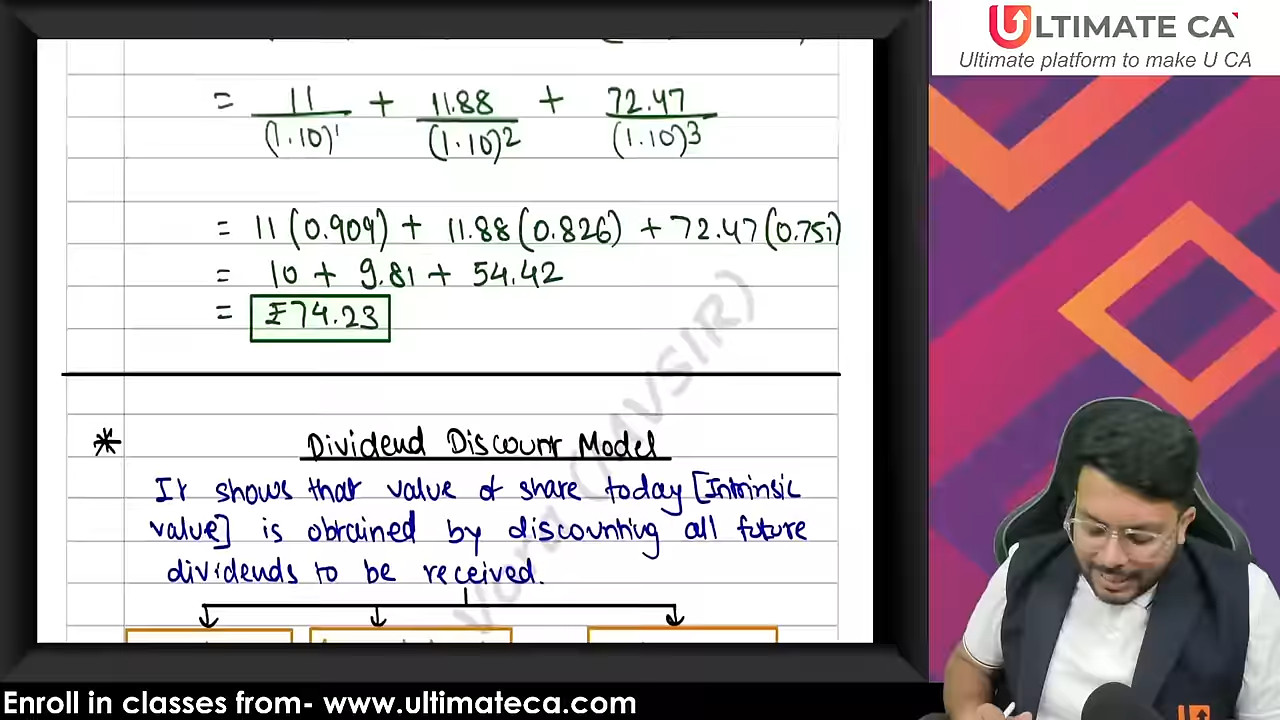 ULTIMATE CA
Ultimate platform to make U CA
= 11/(1.10)¹ + 11.88/(1.10)² + 72.47/(1.10)³
= 11 (0.909) + 11.88 (0.826) + 72.47 (0.751)
= 10 + 9.81 + 54.42
= ₹74.23
* Dividend Discount Model
It shows that value of share today [Intrinsic
value] is obtained by discounting all future
dividends to be received.
Vora (MVSIR)
Enroll in classes from- www.ultimateca.com